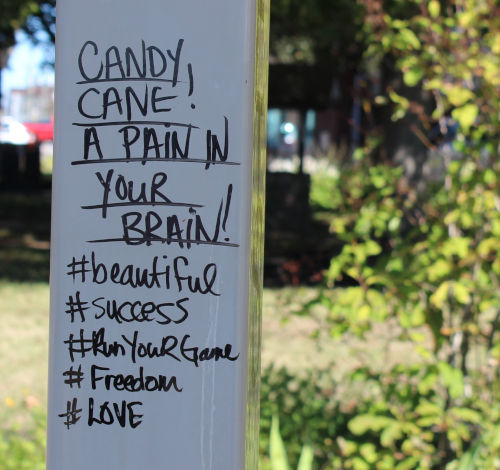 CANDY
CANE!
A PAIN IN
YOUR
BRAIN!
#beautiful
#success
#RunYouRGame
#Freedom
#LOVE